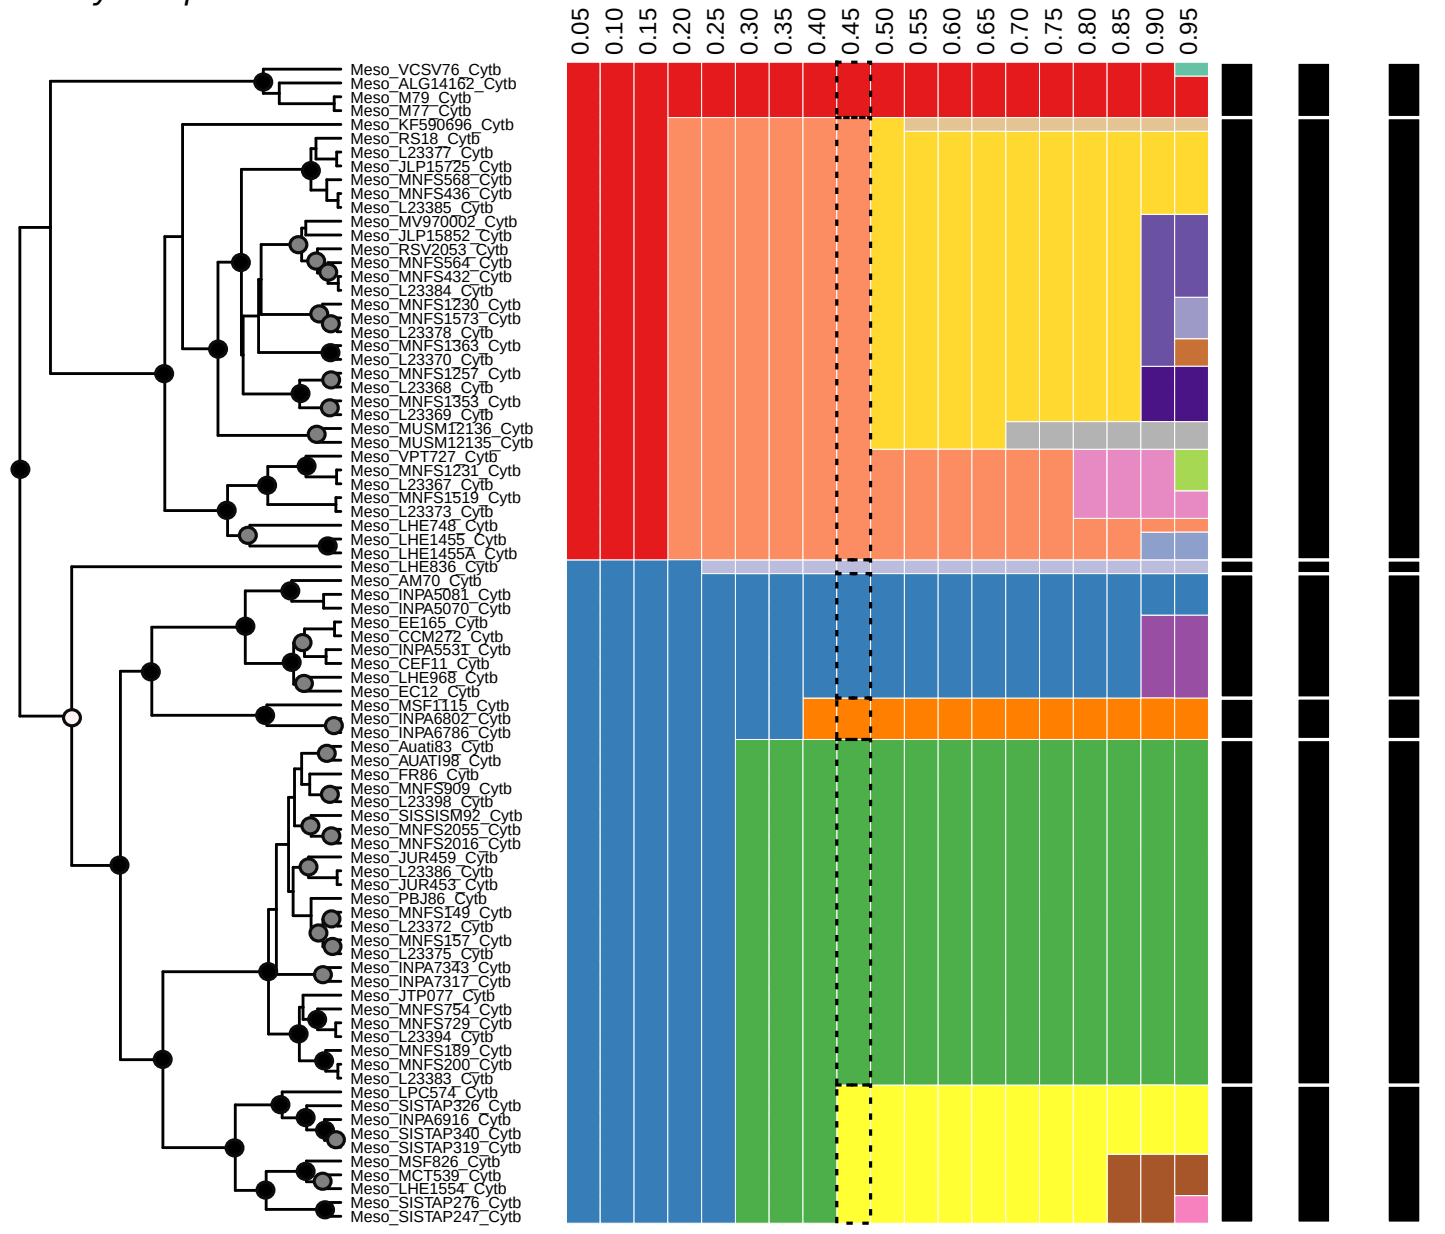 0.05 0.10 0.15 0.20 0.25 0.30 0.35 0.40 0.45 0.50 0.55 0.60 0.65 0.70 0.75 0.80 0.85 0.90 0.95
Meso_VCSV76_Cytb
Meso_ALG14162_Cytb
Meso_M79_Cytb
Meso_M77_Cytb
Meso_KF590696_Cytb
Meso_RS18_Cytb
Meso_L23377_Cytb
Meso_JLP15725_Cytb
Meso_MNFS568_Cytb
Meso_MNFS436_Cytb
Meso_L23385_Cytb
Meso_MV970002_Cytb
Meso_JLP15852_Cytb
Meso_RSV2053_Cytb
Meso_MNFS564_Cytb
Meso_MNFS432_Cytb
Meso_L23384_Cytb
Meso_MNFS1230_Cytb
Meso_MNFS1573_Cytb
Meso_L23378_Cytb
Meso_MNFS1363_Cytb
Meso_L23370_Cytb
Meso_MNFS1257_Cytb
Meso_L23368_Cytb
Meso_MNFS1353_Cytb
Meso_L23369_Cytb
Meso_MUSM12136_Cytb
Meso_MUSM12135_Cytb
Meso_VPT727_Cytb
Meso_MNFS1231_Cytb
Meso_L23367_Cytb
Meso_MNFS1519_Cytb
Meso_L23373_Cytb
Meso_LHE748_Cytb
Meso_LHE1455_Cytb
Meso_LHE1455A_Cytb
Meso_LHE836_Cytb
Meso_AM70_Cytb
Meso_INPA5081_Cytb
Meso_INPA5070_Cytb
Meso_EE165_Cytb
Meso_CCM272_Cytb
Meso_INPA5531_Cytb
Meso_CEF11_Cytb
Meso_LHE968_Cytb
Meso_EC12_Cytb
Meso_MSF1115_Cytb
Meso_INPA6802_Cytb
Meso_INPA6786_Cytb
Meso_Auati83_Cytb
Meso_AUATI98_Cytb
Meso_FR86_Cytb
Meso_MNFS909_Cytb
Meso_L23398_Cytb
Meso_SISSISM92_Cytb
Meso_MNFS2055_Cytb
Meso_MNFS2016_Cytb
Meso_JUR459_Cytb
Meso_L23386_Cytb
Meso_JUR453_Cytb
Meso_PBJ86_Cytb
Meso_MNFS149_Cytb
Meso_L23372_Cytb
Meso_MNFS157_Cytb
Meso_L23375_Cytb
Meso_INPA7343_Cytb
Meso_INPA7317_Cytb
Meso_JTP077_Cytb
Meso_MNFS754_Cytb
Meso_MNFS729_Cytb
Meso_L23394_Cytb
Meso_MNFS189_Cytb
Meso_MNFS200_Cytb
Meso_L23383_Cytb
Meso_LPC574_Cytb
Meso_SISTAP326_Cytb
Meso_INPA6916_Cytb
Meso_SISTAP340_Cytb
Meso_SISTAP319_Cytb
Meso_MSF826_Cytb
Meso_MCT539_Cytb
Meso_LHE1554_Cytb
Meso_SISTAP276_Cytb
Meso_SISTAP247_Cytb